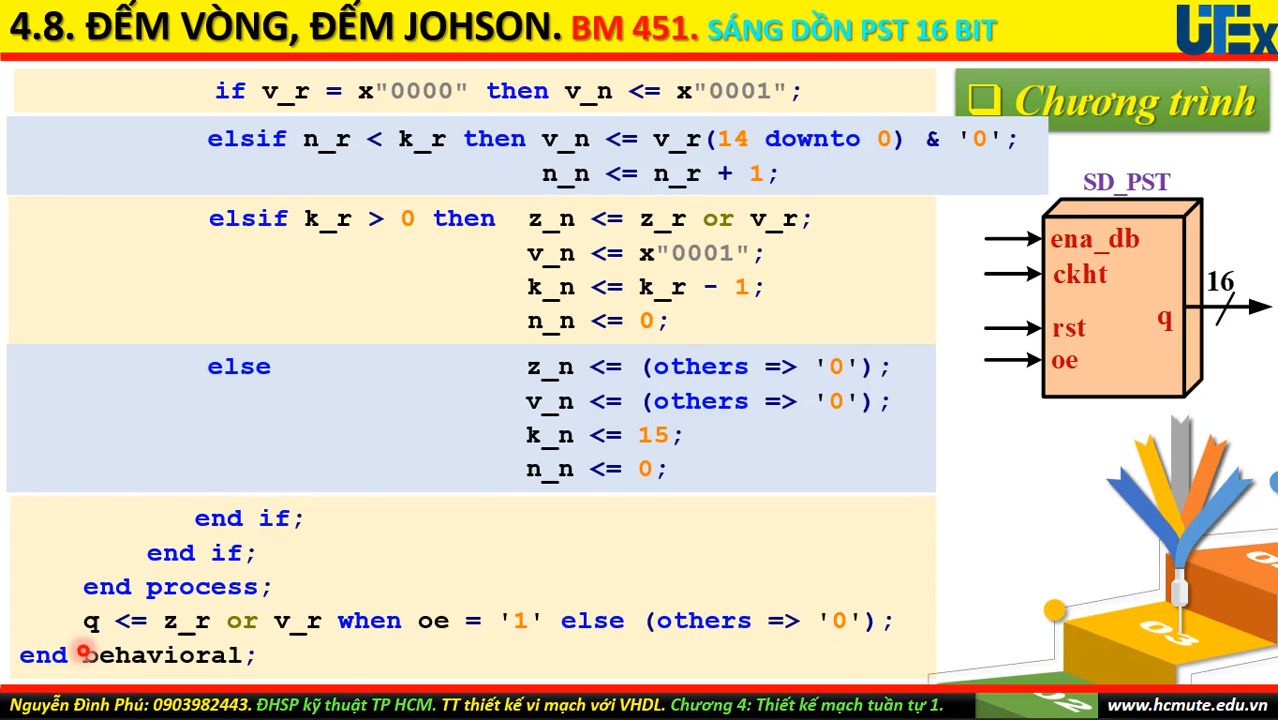 4.8. ĐẾM VÒNG, ĐẾM JOHSON. BM 451. SÁNG DỒN PST 16 BIT
UTEx
if v_r = x"0000" then v_n <= x"0001";
elsif n_r < k_r then v_n <= v_r(14 downto 0) & '0';
n_n <= n_r + 1;
elsif k_r > 0 then z_n <= z_r or v_r;
v_n <= x"0001";
k_n <= k_r - 1;
n_n <= 0;
else z_n <= (others => '0');
v_n <= (others => '0');
k_n <= 15;
n_n <= 0;
end if;
end if;
end process;
q <= z_r or v_r when oe = '1' else (others => '0');
end behavioral;
❑ Chương trình
SD_PST
ena_db
ckht
rst
oe
q
16
03
02
Nguyễn Đình Phú: 0903982443. ĐHSP kỹ thuật TP HCM. TT thiết kế vi mạch với VHDL. Chương 4: Thiết kế mạch tuần tự 1.
www.hcmute.edu.vn